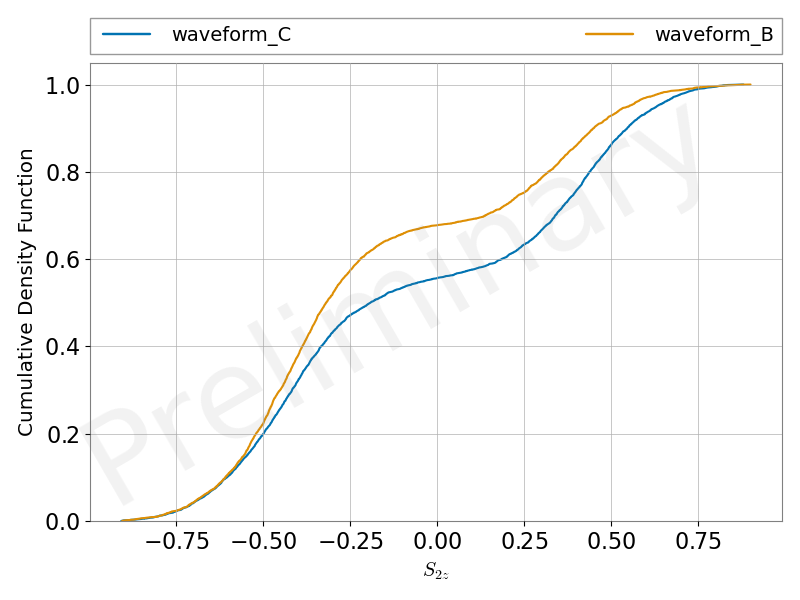 waveform_C
waveform_B
1.0
0.8
0.6
0.4
0.2
0.0
Cumulative Density Function
Preliminary
−0.75 −0.50 −0.25 0.00 0.25 0.50 0.75
S2z